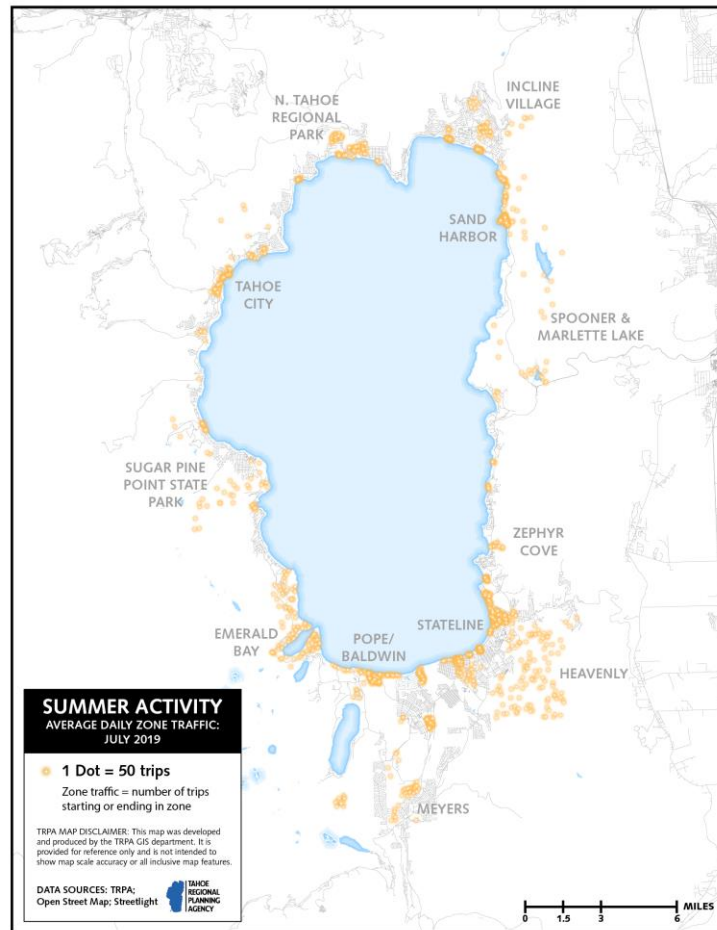 INCLINE
VILLAGE
N. TAHOE
REGIONAL
PARK
SAND
HARBOR
TAHOE
CITY
SPOONER &
MARLETTE LAKE
SUGAR PINE
POINT STATE
PARK
ZEPHYR
COVE
STATELINE
EMERALD
BAY
POPE/
BALDWIN
HEAVENLY
MEYERS
SUMMER ACTIVITY
AVERAGE DAILY ZONE TRAFFIC:
JULY 2019
1 Dot = 50 trips
Zone traffic = number of trips
starting or ending in zone
TRPA MAP DISCLAIMER: This map was developed
and produced by the TRPA GIS department. It is
provided for reference only and is not intended to
show map scale accuracy or all inclusive map features.
DATA SOURCES: TRPA;
Open Street Map; Streetlight
TAHOE
REGIONAL
PLANNING
AGENCY
MILES
0 1.5 3 6